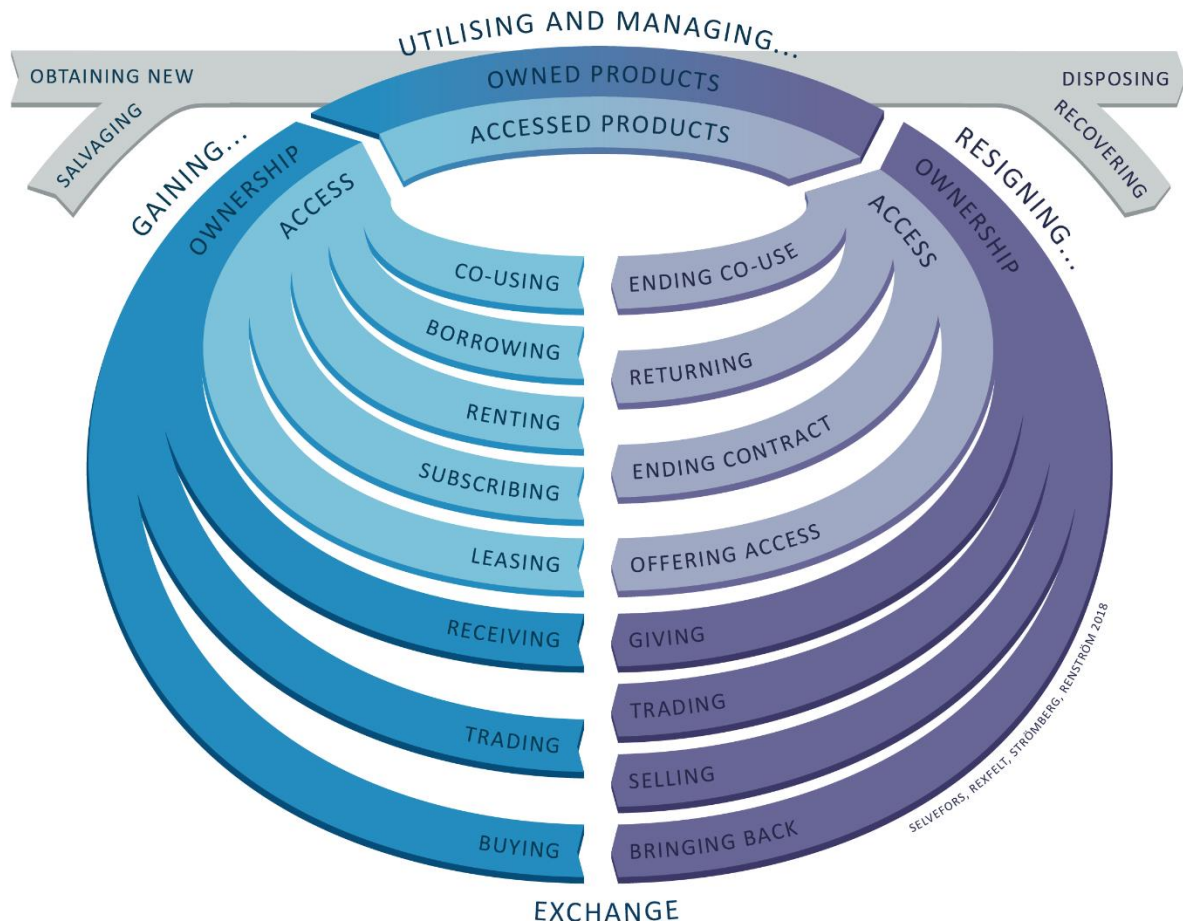 UTILISING AND MANAGING...
OBTAINING NEW
OWNED PRODUCTS
DISPOSING
SALVAGING
ACCESSED PRODUCTS
RECOVERING
GAINING...
OWNERSHIP
ACCESS
RESIGNING...
OWNERSHIP
ACCESS
CO-USING
BORROWING
RENTING
SUBSCRIBING
LEASING
RECEIVING
TRADING
BUYING
ENDING CO-USE
RETURNING
ENDING CONTRACT
OFFERING ACCESS
GIVING
TRADING
SELLING
BRINGING BACK
EXCHANGE
SELVEFORS, REXFELT, STRÖMBERG, RENSTRÖM 2018